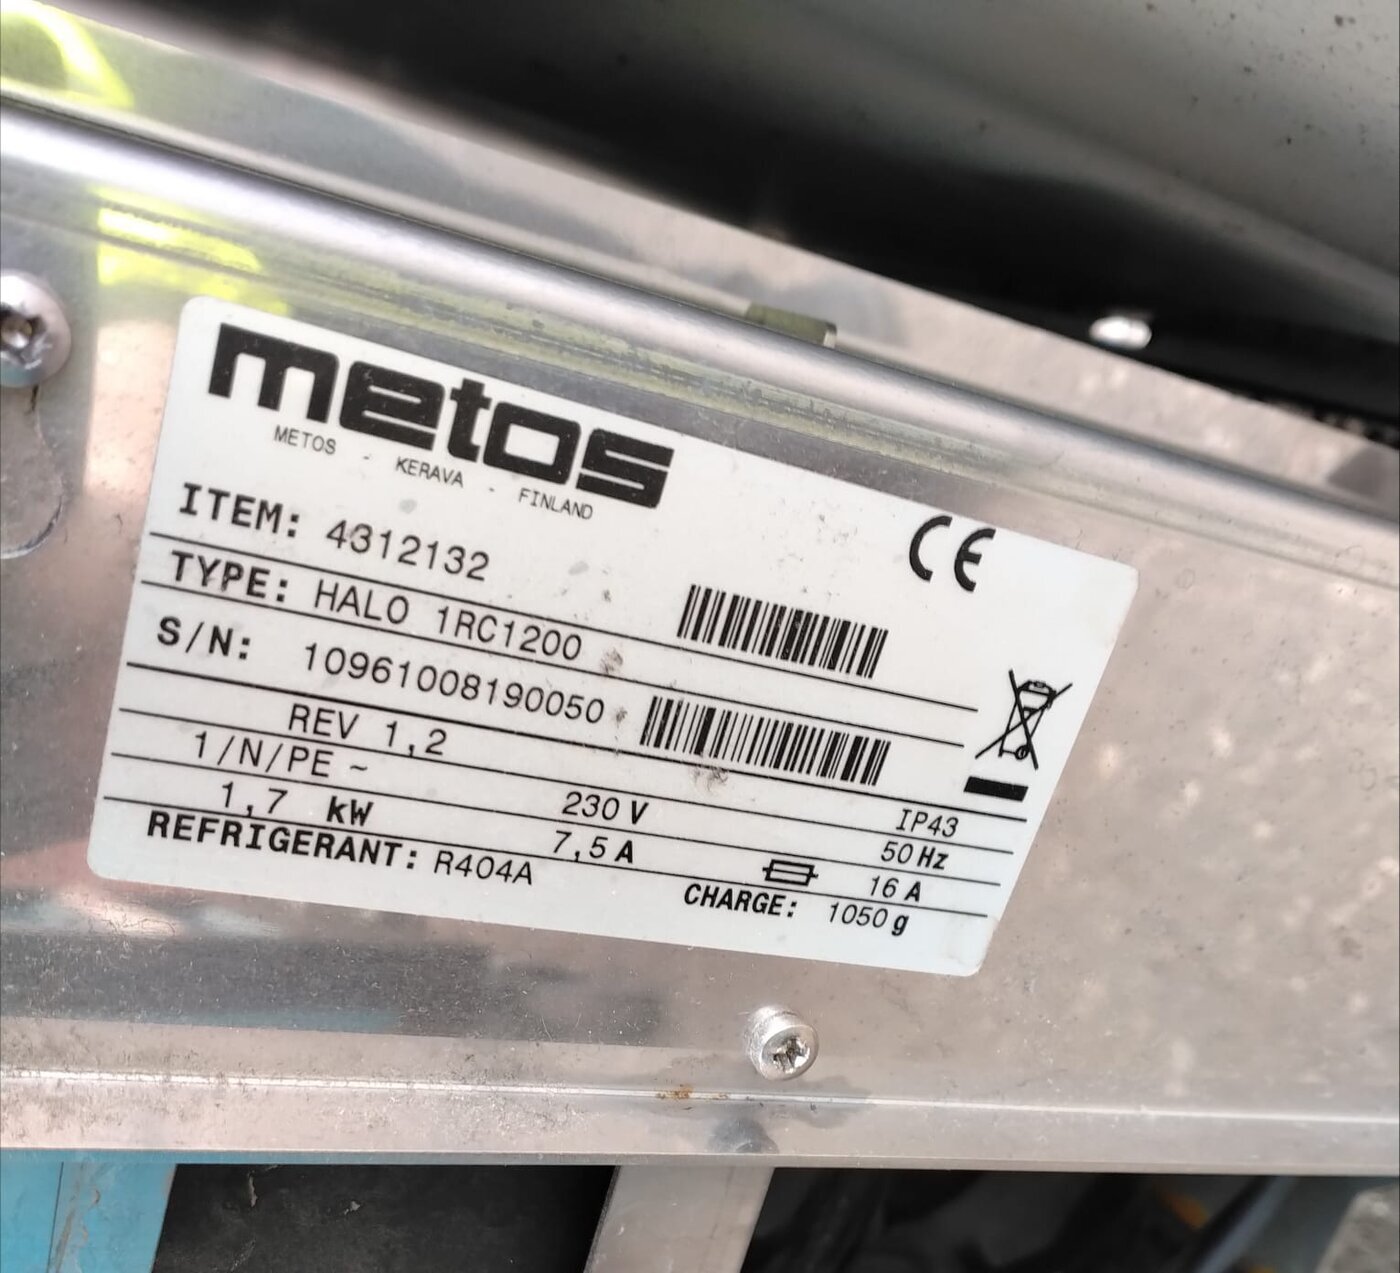 metos
METOS - KERAVA - FINLAND
CE
ITEM: 4312132
TYPE: HALO 1RC1200
S/N: 10961008190050
REV 1,2
IP43
1/N/PE ~ 230 V 50 Hz
1,7 kW 7,5 A 16 A
REFRIGERANT: R404A CHARGE: 1050 g